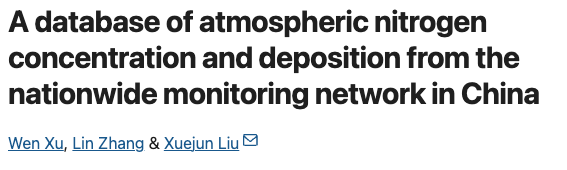 A database of atmospheric nitrogen
concentration and deposition from the
nationwide monitoring network in China
Wen Xu, Lin Zhang & Xuejun Liu